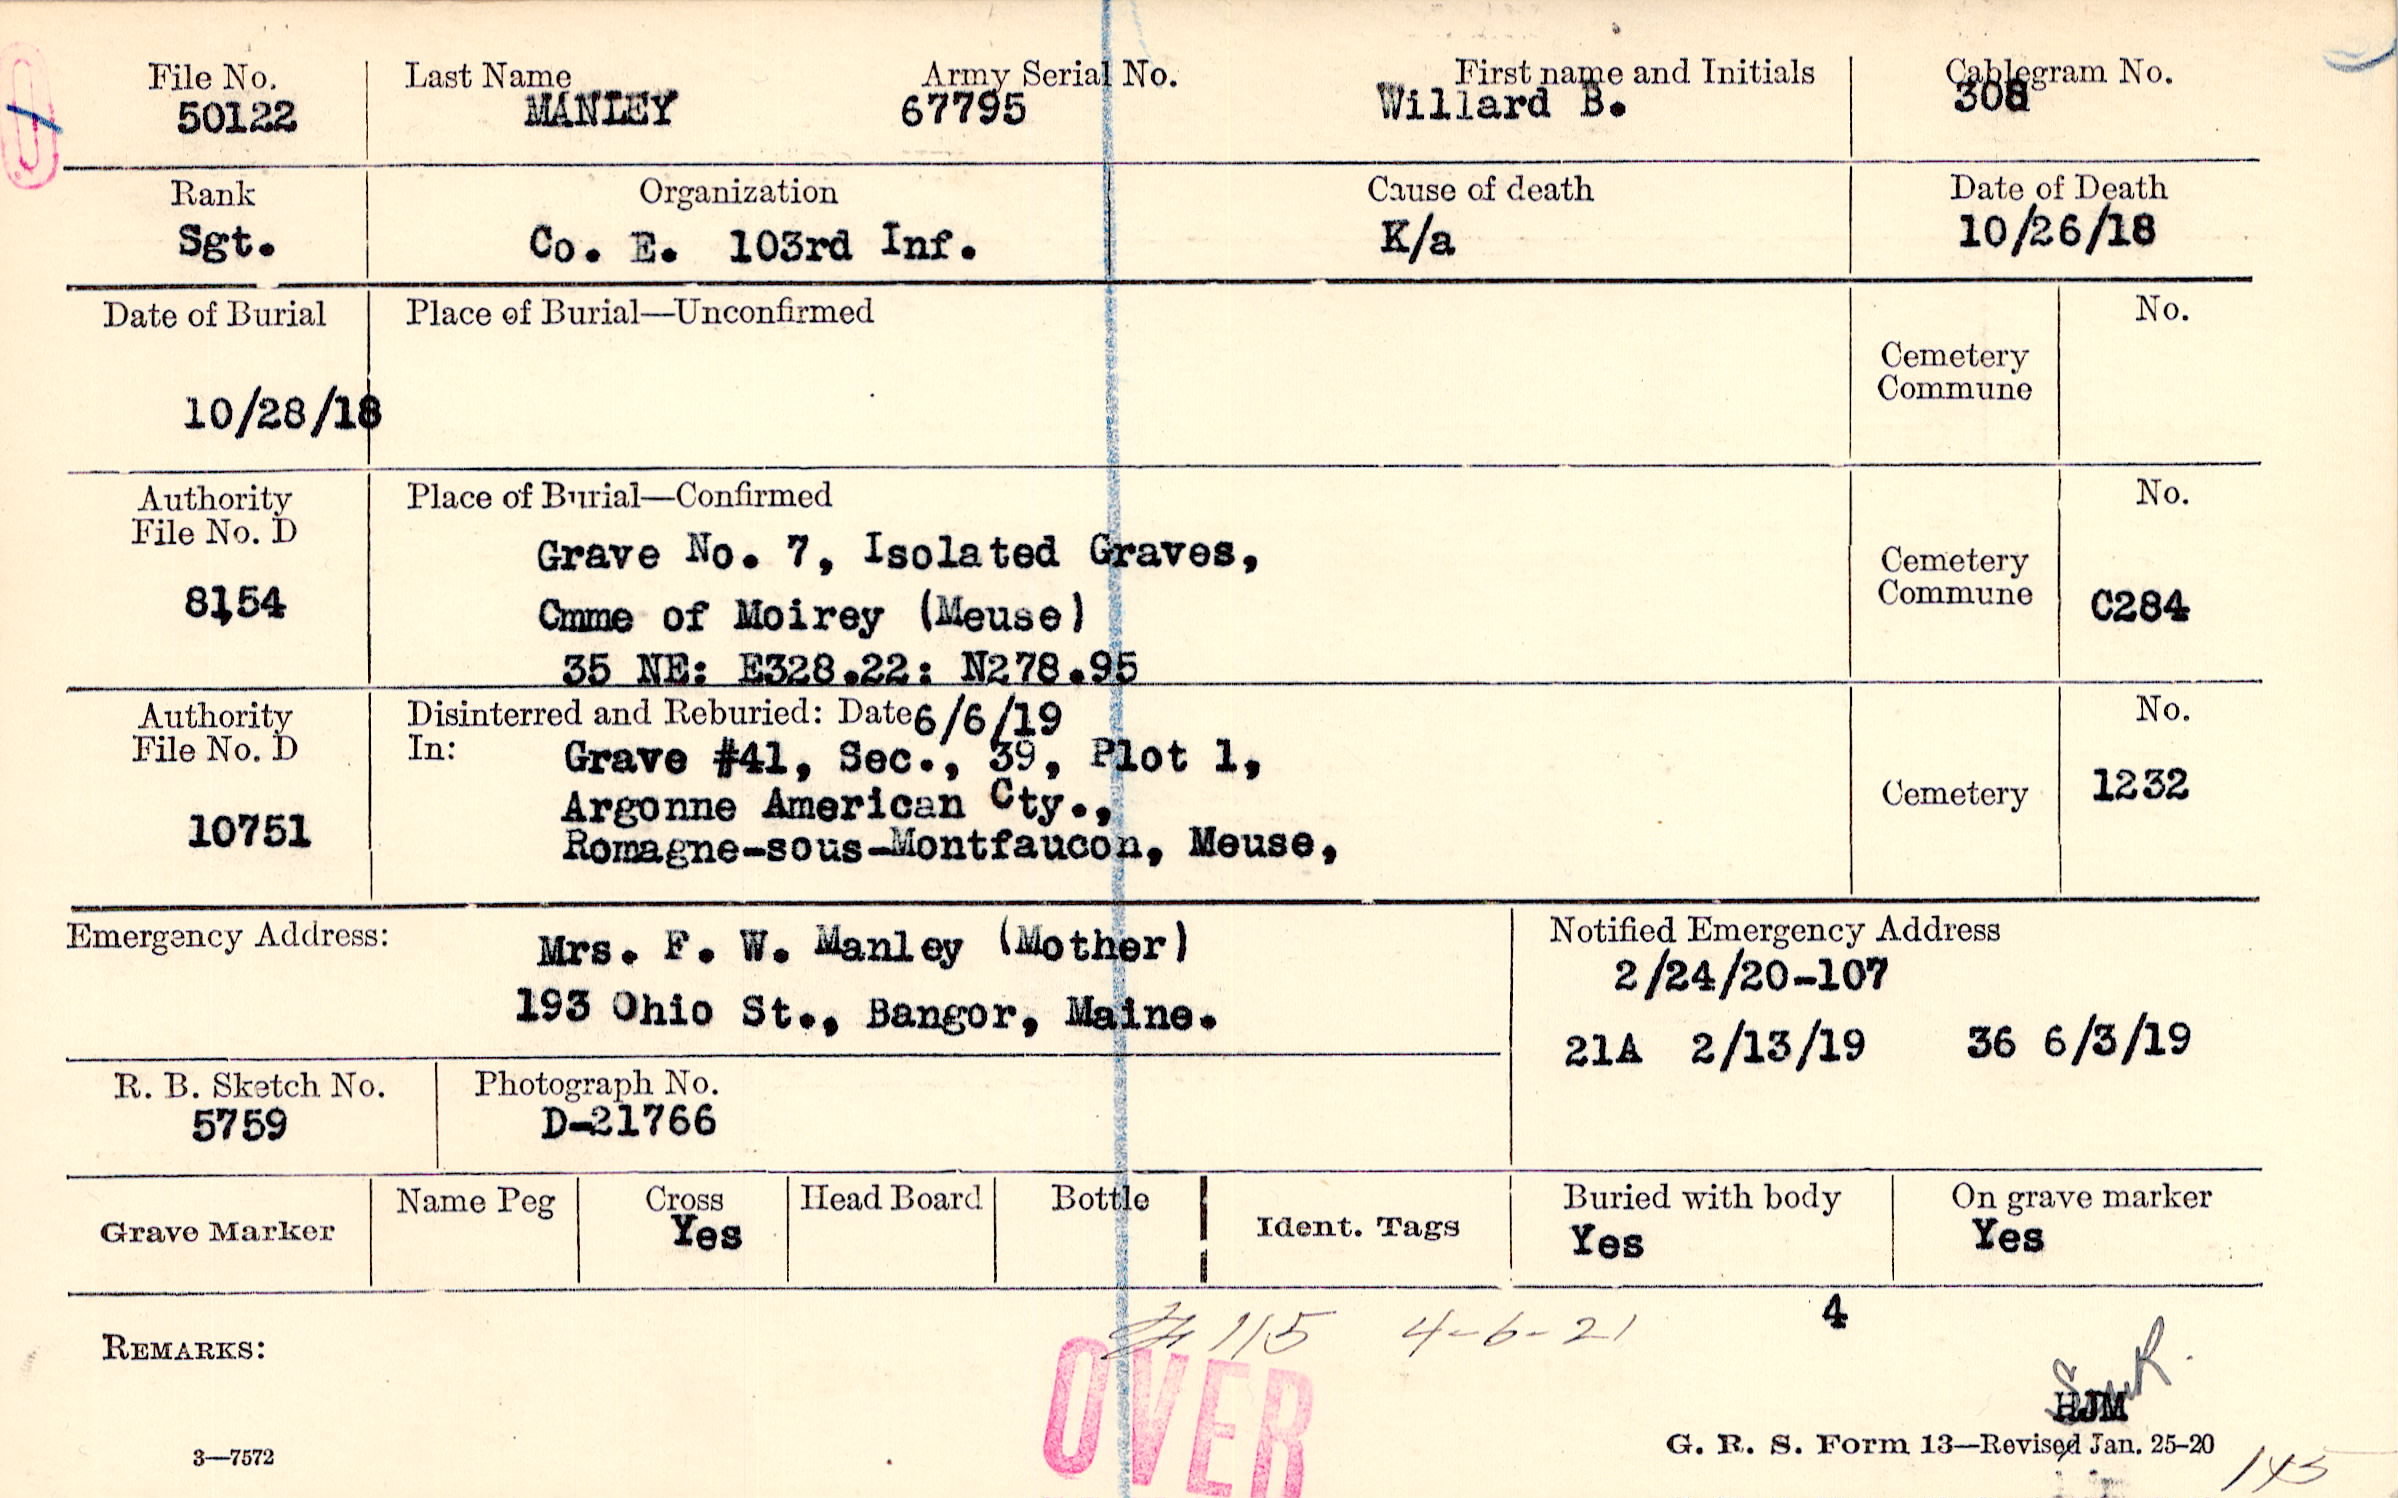 File No. Last Name Army Serial No. First name and Initials Cablegram No.
50122 MANLEY 67795 Willard B.
Rank Organization Cause of death Date of Death
Sgt. Co. E. 103rd Inf. K/a 10/26/18
Date of Burial Place of Burial—Unconfirmed No.
Cemetery
Commune
10/28/18
Authority Place of Burial—Confirmed No.
File No. D
Grave No. 7, Isolated Graves, Cemetery
8154 Cmme of Moirey (Meuse) Commune C284
35 NE: E328.22: N278.95
Authority Disinterred and Reburied: Date 6/6/19 No.
File No. D In: Grave #41, Sec., 39, Plot 1,
Argonne American Cty., Cemetery 1232
10751 Romagne-sous-Montfaucon, Meuse,
Emergency Address: Mrs. F. W. Manley (Mother) Notified Emergency Address
2/24/20-107
193 Ohio St., Bangor, Maine.
21A 2/13/19 36 6/3/19
R. B. Sketch No. Photograph No.
5759 D-21766
Grave Marker Name Peg Cross Head Board Bottle Ident. Tags Buried with body On grave marker
Yes Yes Yes
4
115 4-6-21
REMARKS:
OVER
HJM
3—7572 G. R. S. Form 13—Revised Jan. 25-20
145